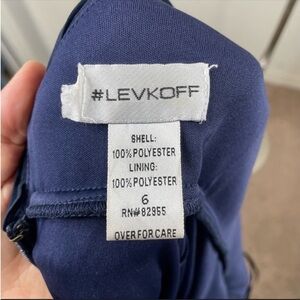 #LEVKOFF
SHELL:
100%POLYESTER
LINING:
100%POLYESTER
6
RN#82955
OVER FOR CARE